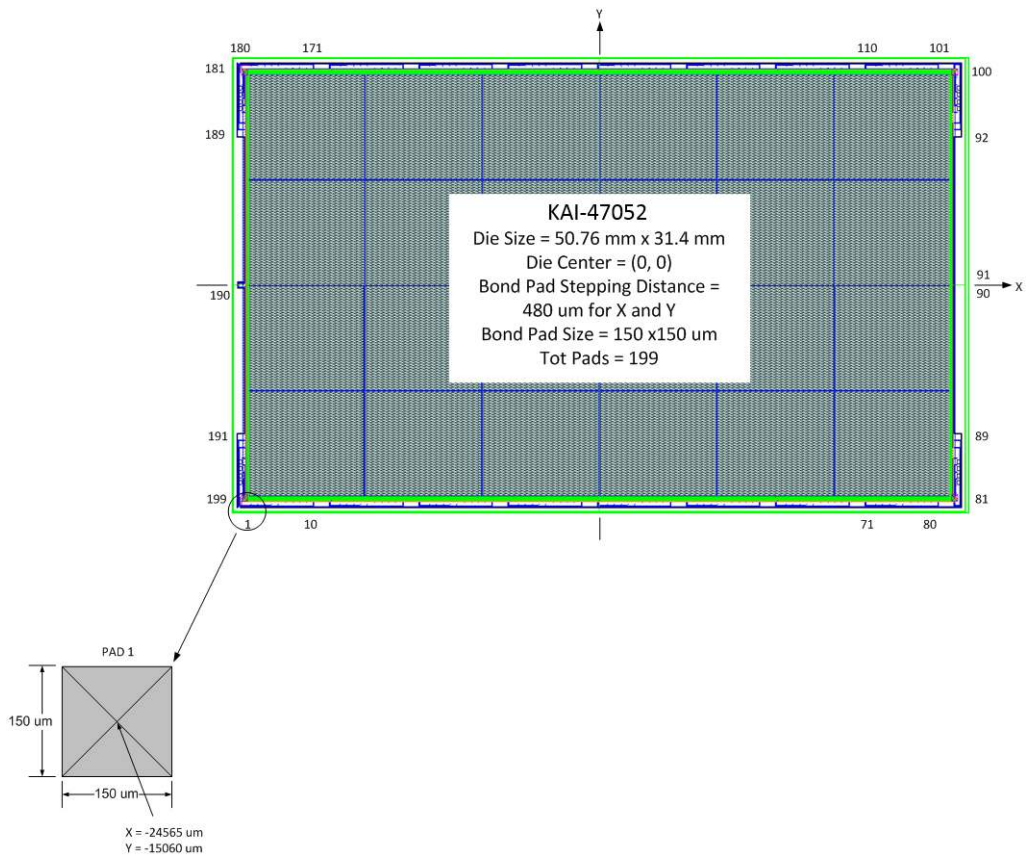 Y
180
171
110
101
181
100
189
92
KAI-47052
Die Size = 50.76 mm x 31.4 mm
Die Center = (0, 0)
Bond Pad Stepping Distance =
480 um for X and Y
Bond Pad Size = 150 x150 um
Tot Pads = 199
91
190
90
X
191
89
199
81
1
10
71
80
PAD 1
150 um
150 um
X = -24565 um
Y = -15060 um